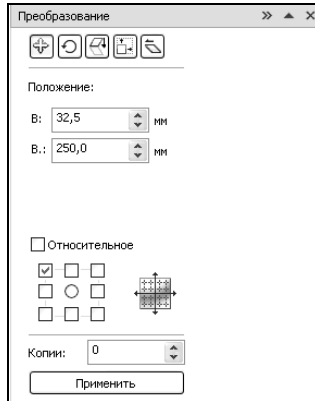 Преобразование
Положение:
В: 32,5 мм
В.: 250,0 мм
Относительное
Копии: 0
Применить